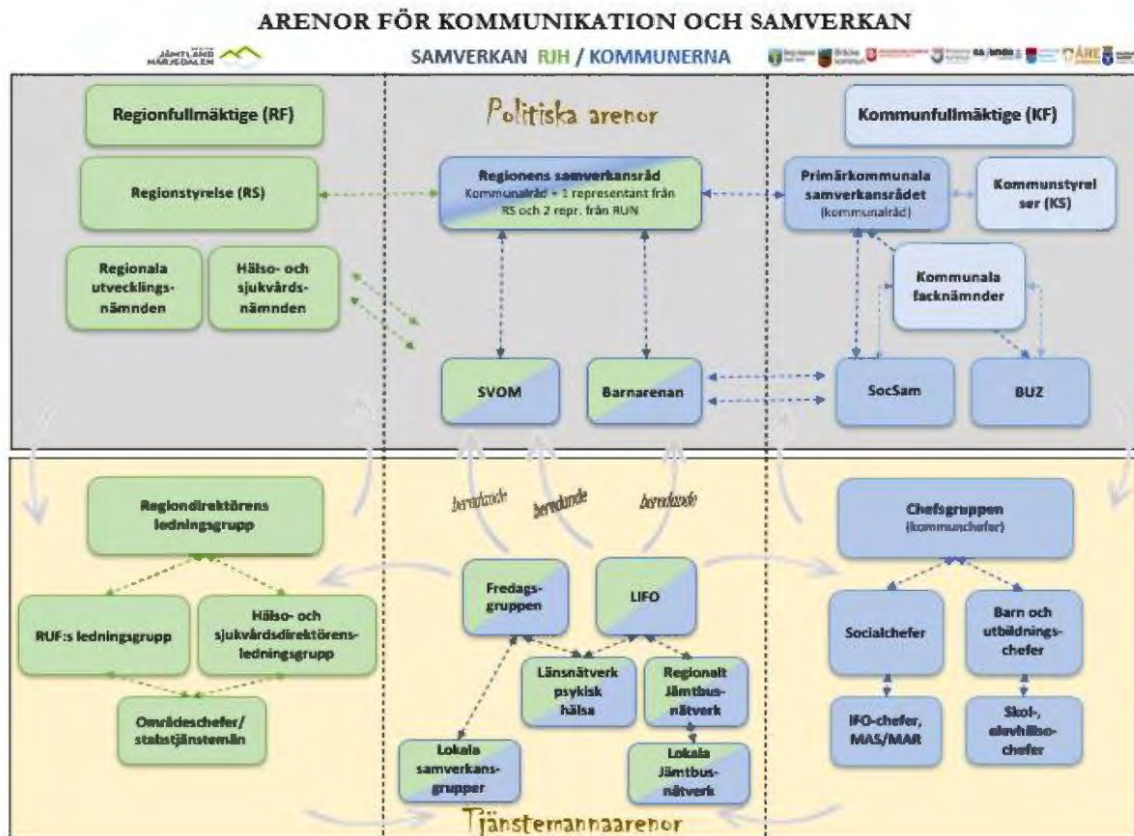 ARENOR FÖR KOMMUNIKATION OCH SAMVERKAN
JÄMTLAND
HÄRJEDALEN
SAMVERKAN RJH / KOMMUNERNA
ÅRE
Politiska arenor
Regionfullmäktige (RF)
Kommunfullmäktige (KF)
Regionstyrelse (RS)
Regionens samverkansråd
Kommunalråd + 1 representant från
RS och 2 repr. från RUN
Primärkommunala
samverkansrådet
(kommunalråd)
Kommunstyrel
ser (KS)
Regionala
utvecklings-
nämnden
Hälso- och
sjukvårds-
nämnden
Kommunala
facknämnder
SVOM
Barnarenan
SocSam
BUZ
beredande
beredande
beredande
Regiondirektörens
ledningsgrupp
Chefsgruppen
(kommunchefer)
Fredags-
gruppen
LIFO
RUF:s ledningsgrupp
Hälso- och
sjukvårdsdirektörens-
ledningsgrupp
Socialchefer
Barn och
utbildnings-
chefer
Länsnätverk
psykisk
hälsa
Regionalt
Jämtbus-
nätverk
Områdeschefer/
stabstjänstemän
IFO-chefer,
MAS/MAR
Skol-,
elevhälso-
chefer
Lokala
samverkans-
grupper
Lokala
Jämtbus-
nätverk
Tjänstemannaarenor